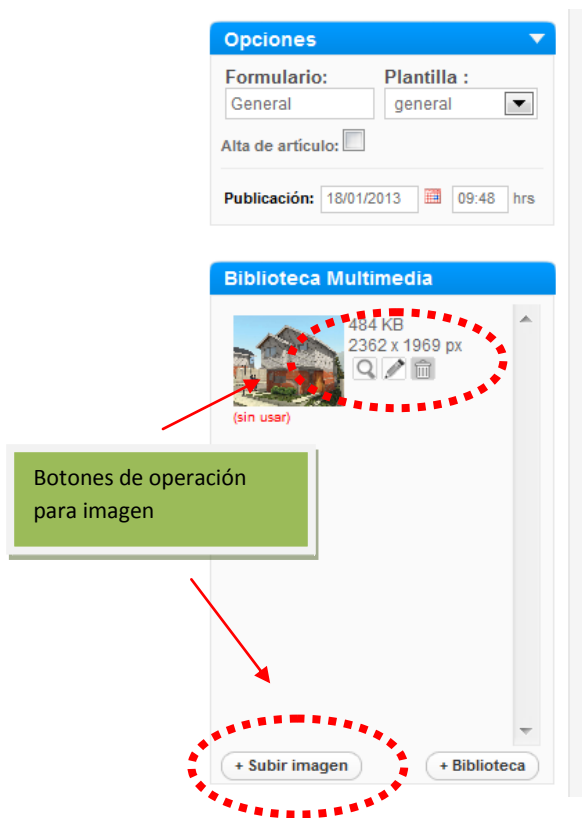 Opciones
Formulario: Plantilla :
General general
Alta de artículo:
Publicación: 18/01/2013 09:48 hrs
Biblioteca Multimedia
484 KB
2362 x 1969 px
(sin usar)
Botones de operación
para imagen
+ Subir imagen + Biblioteca